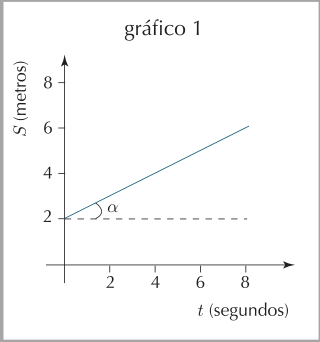 gráfico 1
S (metros)
8
6
4
α
2
2 4 6 8
t (segundos)